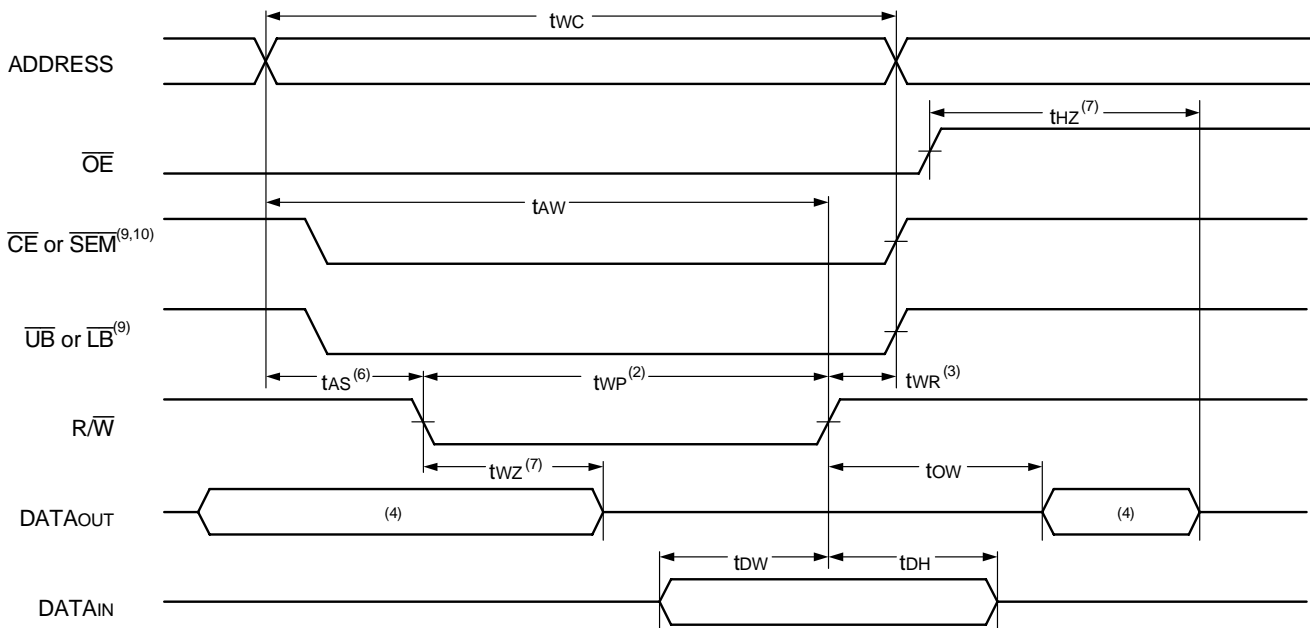 tWC
ADDRESS
tHZ(7)
OE
tAW
CE or SEM(9,10)
UB or LB(9)
tAS(6) tWP(2) tWR(3)
R/W
tWZ(7) tOW
DATAOUT (4) (4)
tDW tDH
DATAIN